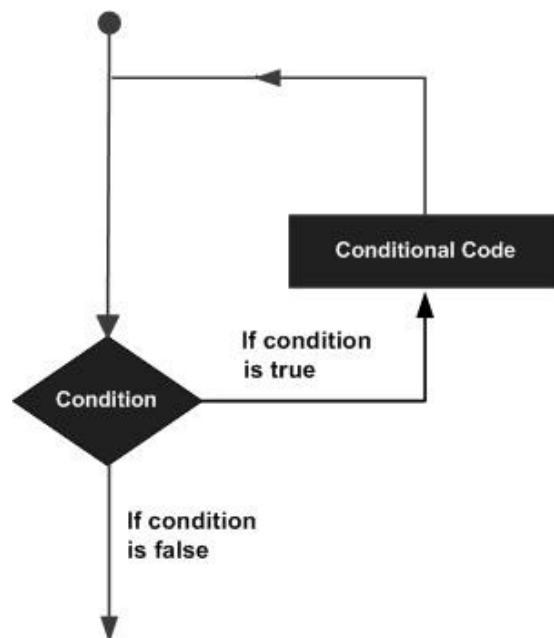 Conditional Code
If condition
is true
Condition
If condition
is false